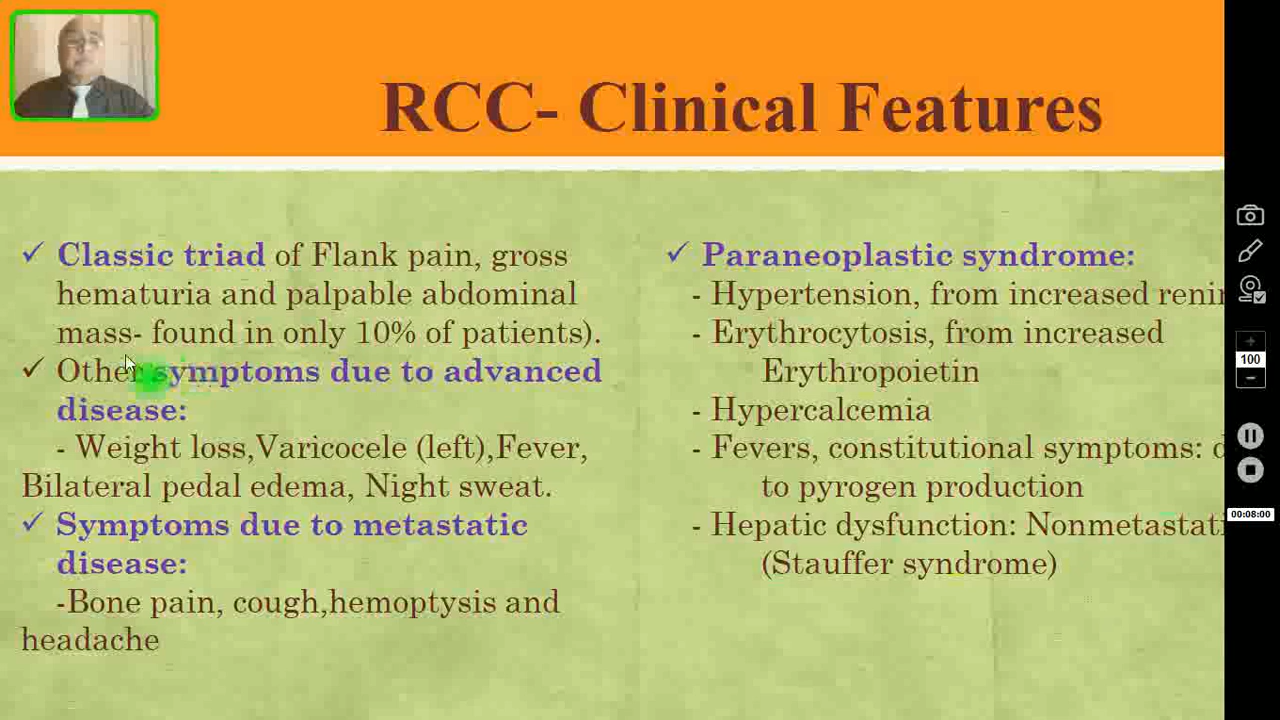 RCC- Clinical Features
✓ Classic triad of Flank pain, gross
hematuria and palpable abdominal
mass- found in only 10% of patients).
✓ Other symptoms due to advanced
disease:
- Weight loss,Varicocele (left),Fever,
Bilateral pedal edema, Night sweat.
✓ Symptoms due to metastatic
disease:
-Bone pain, cough,hemoptysis and
headache
✓ Paraneoplastic syndrome:
- Hypertension, from increased renin
- Erythrocytosis, from increased
Erythropoietin
- Hypercalcemia
- Fevers, constitutional symptoms:
to pyrogen production
- Hepatic dysfunction: Nonmetastati
(Stauffer syndrome)
100
00:08:00